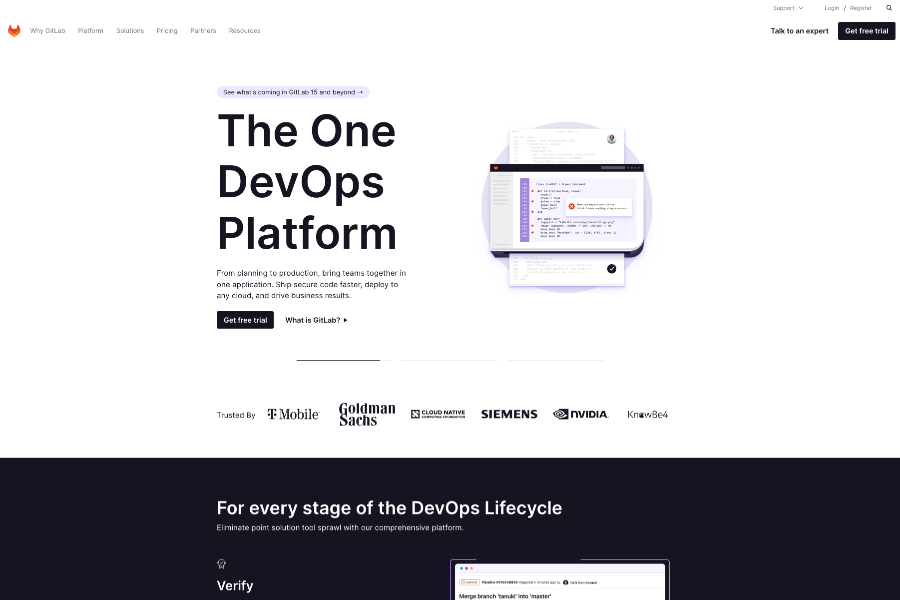 Support
Login / Register
Why GitLab Platform Solutions Pricing Partners Resources
Talk to an expert
Get free trial
See what's coming in GitLab 15 and beyond →
The One
DevOps
Platform
From planning to production, bring teams together in
one application. Ship secure code faster, deploy to
any cloud, and drive business results.
Get free trial
What is GitLab?
Trusted By
T Mobile
Goldman
Sachs
CLOUD NATIVE
COMPUTING FOUNDATION
SIEMENS
NVIDIA
KnowBe4
For every stage of the DevOps Lifecycle
Eliminate point solution tool sprawl with our comprehensive platform.
Verify
Merge branch 'tanuki' into 'master'